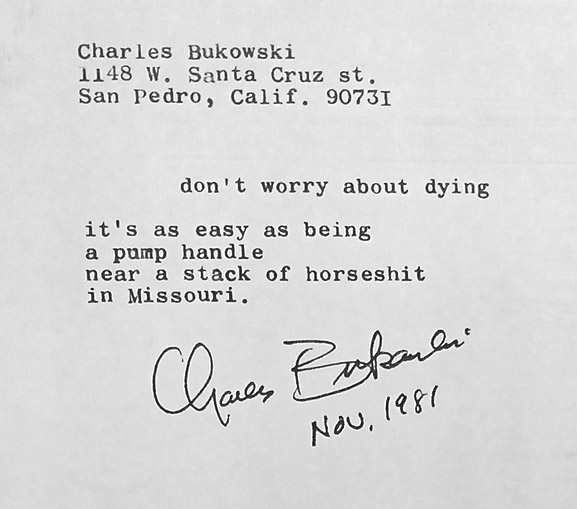 Charles Bukowski
1148 W. Santa Cruz st.
San Pedro, Calif. 90731
don't worry about dying
it's as easy as being
a pump handle
near a stack of horseshit
in Missouri.
Charles Bukowski
Nov. 1981